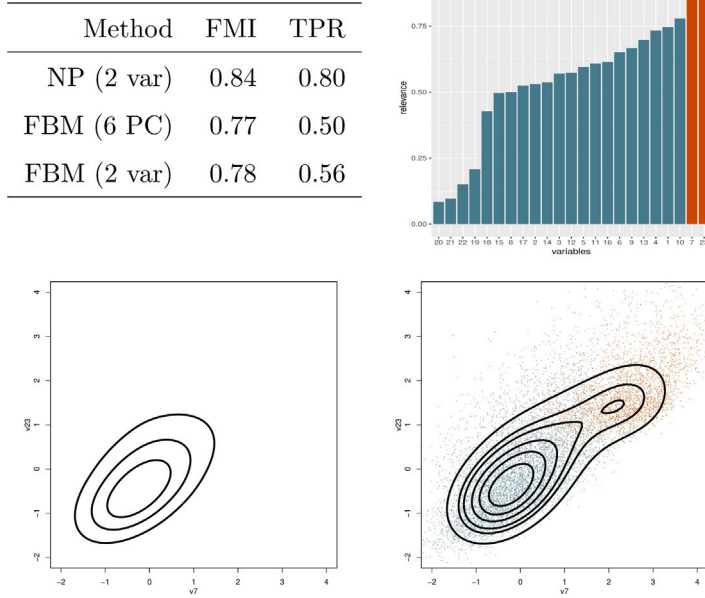 Method FMI TPR
NP (2 var) 0.84 0.80
FBM (6 PC) 0.77 0.50
FBM (2 var) 0.78 0.56
0.75
0.50
0.25
0.00
relevance
20 21 22 19 18 15 8 17 2 14 3 12 5 11 16 6 9 13 4 1 10 7
variables
4
3
2
1
0
-1
-2
v23
-2 -1 0 1 2 3 4
v7
4
3
2
1
0
-1
-2
v23
-2 -1 0 1 2 3 4
v7